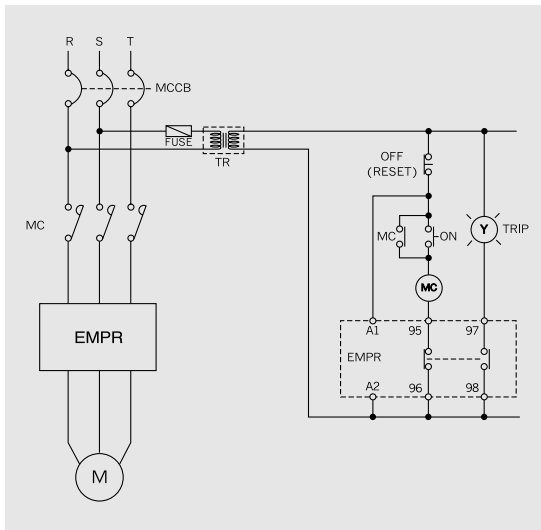 R S T
MCCB
FUSE
TR
OFF
(RESET)
MC
MC
ON
Y
TRIP
MC
EMPR
A1
95
97
EMPR
A2
96
98
M